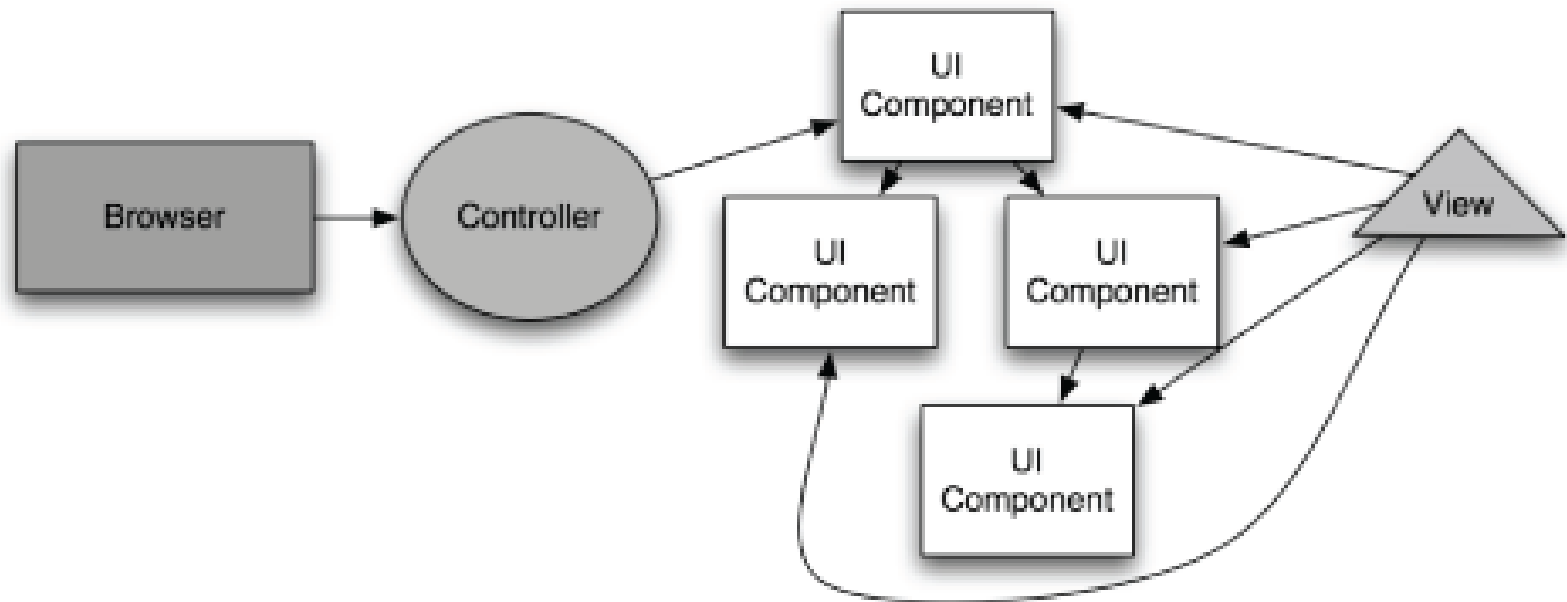 UI
Component
Browser
Controller
View
UI
Component
UI
Component
UI
Component